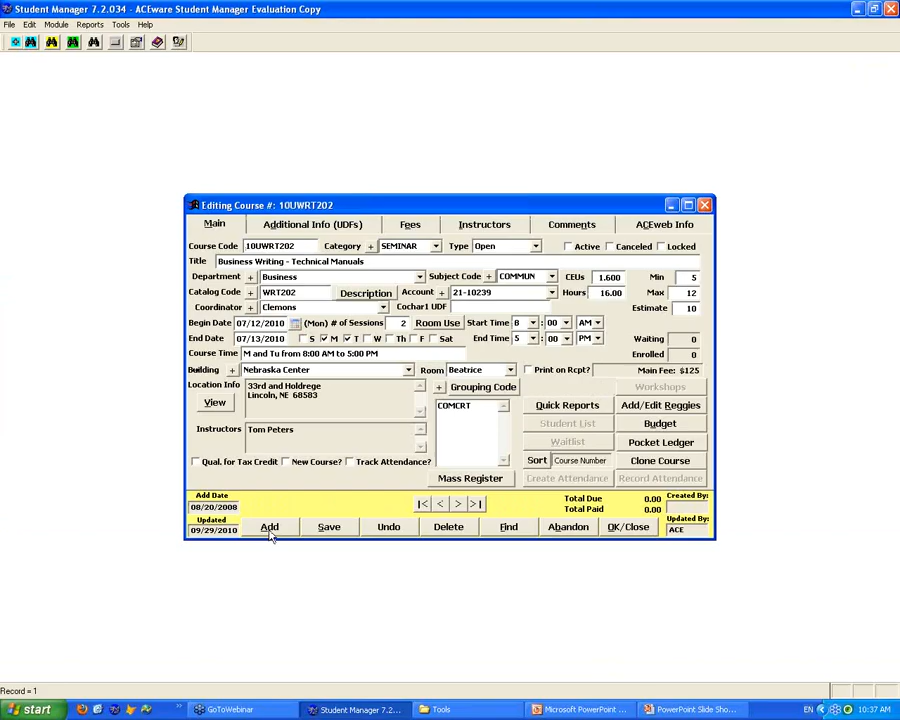 Student Manager 7.2.034 - ACEware Student Manager Evaluation Copy
File Edit Module Reports Tools Help
Editing Course #: 10UWRT202
Main Additional Info (UDFs) Fees Instructors Comments ACEweb Info
Course Code 10UWRT202 Category + SEMINAR Type Open Active Canceled Locked
Title Business Writing - Technical Manuals
Department + Business Subject Code + COMMUN CEUs 1.600 Min 5
Catalog Code + WRT202 Description Account + 21-10239 Hours 16.00 Max 12
Coordinator + Clemons Cochar1 UDF Estimate 10
Begin Date 07/12/2010 (Mon) # of Sessions 2 Room Use Start Time 8 : 00 AM
End Date 07/13/2010 S M T W Th F Sat End Time 5 : 00 PM Waiting 0
Course Time M and Tu from 8:00 AM to 5:00 PM Enrolled 0
Building + Nebraska Center Room Beatrice Print on Rcpt? Main Fee: $125
Location Info 33rd and Holdrege + Grouping Code Workshops
Lincoln, NE 68583
View COMCRT Quick Reports Add/Edit Reggies
Student List Budget
Instructors Tom Peters Waitlist Pocket Ledger
Qual. for Tax Credit New Course? Track Attendance? Sort Course Number Clone Course
Mass Register Create Attendance Record Attendance
Add Date |< < > >| Total Due 0.00 Created By:
08/20/2008 Total Paid 0.00
Updated Updated By:
09/29/2010 Add Save Undo Delete Find Abandon OK/Close ACE
Record = 1
start GoToWebinar Student Manager 7.2... Tools Microsoft PowerPoint ... PowerPoint Slide Sho... EN 10:37 AM